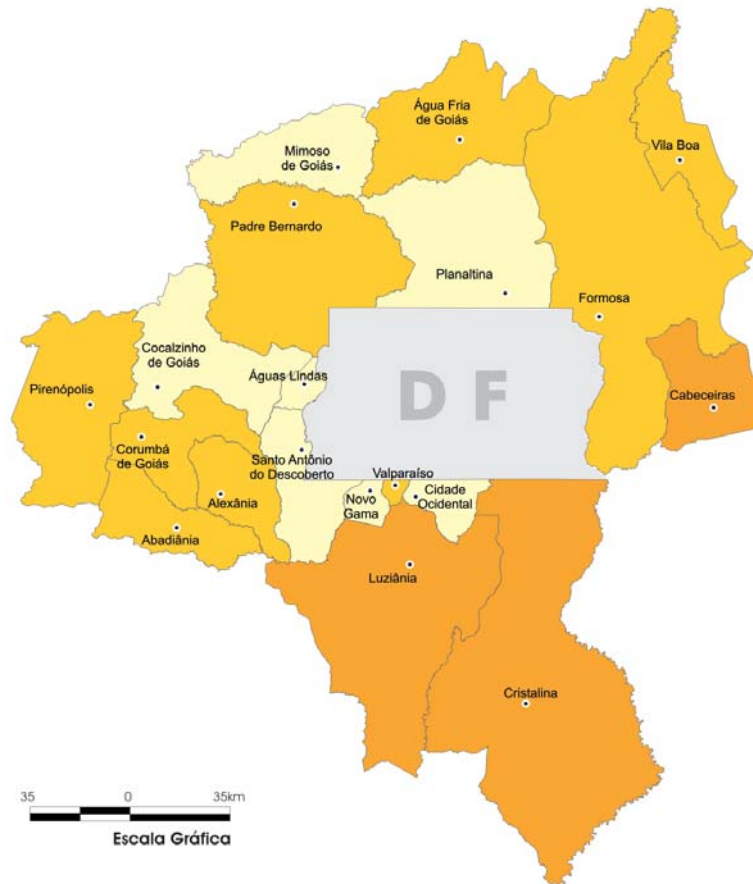 Água Fria
de Goiás
Mimoso
de Goiás
Vila Boa
Padre Bernardo
Planaltina
Formosa
Cocalzinho
de Goiás
Águas Lindas
Pirenópolis
D F
Cabeceiras
Corumbá
de Goiás
Santo Antônio
do Descoberto
Valparaíso
Alexânia
Novo
Gama
Cidade
Ocidental
Abadiânia
Luziânia
Cristalina
35 0 35km
Escala Gráfica